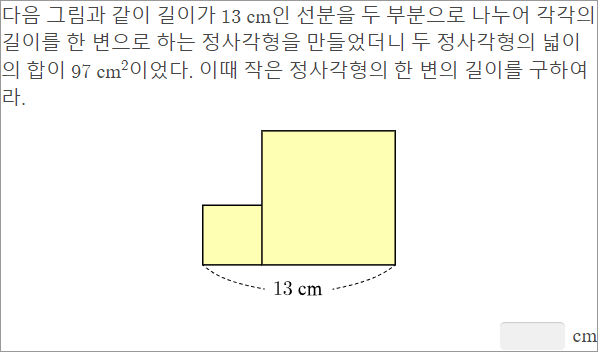 다음 그림과 같이 길이가 13 cm인 선분을 두 부분으로 나누어 각각의
길이를 한 변으로 하는 정사각형을 만들었더니 두 정사각형의 넓이
의 합이 97 cm²이었다. 이때 작은 정사각형의 한 변의 길이를 구하여
라.
13 cm
cm